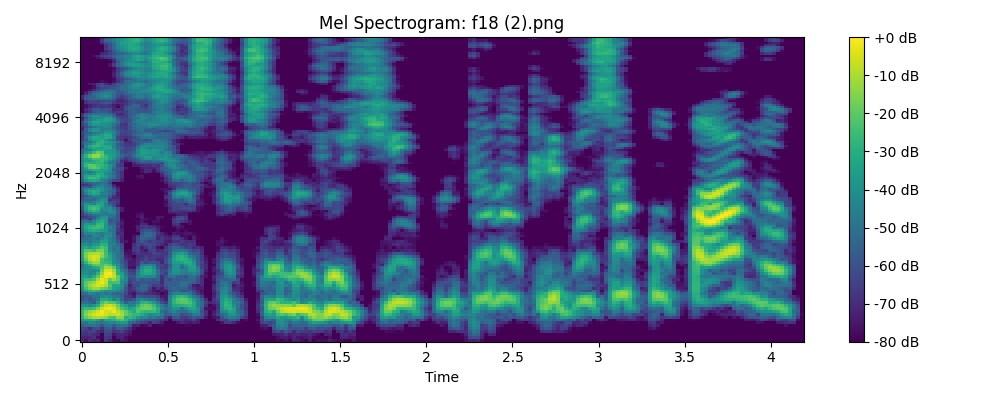 Mel Spectrogram: f18 (2).png
Hz
8192
4096
2048
1024
512
0
0
0.5
1
1.5
2
2.5
3
3.5
4
Time
+0 dB
-10 dB
-20 dB
-30 dB
-40 dB
-50 dB
-60 dB
-70 dB
-80 dB